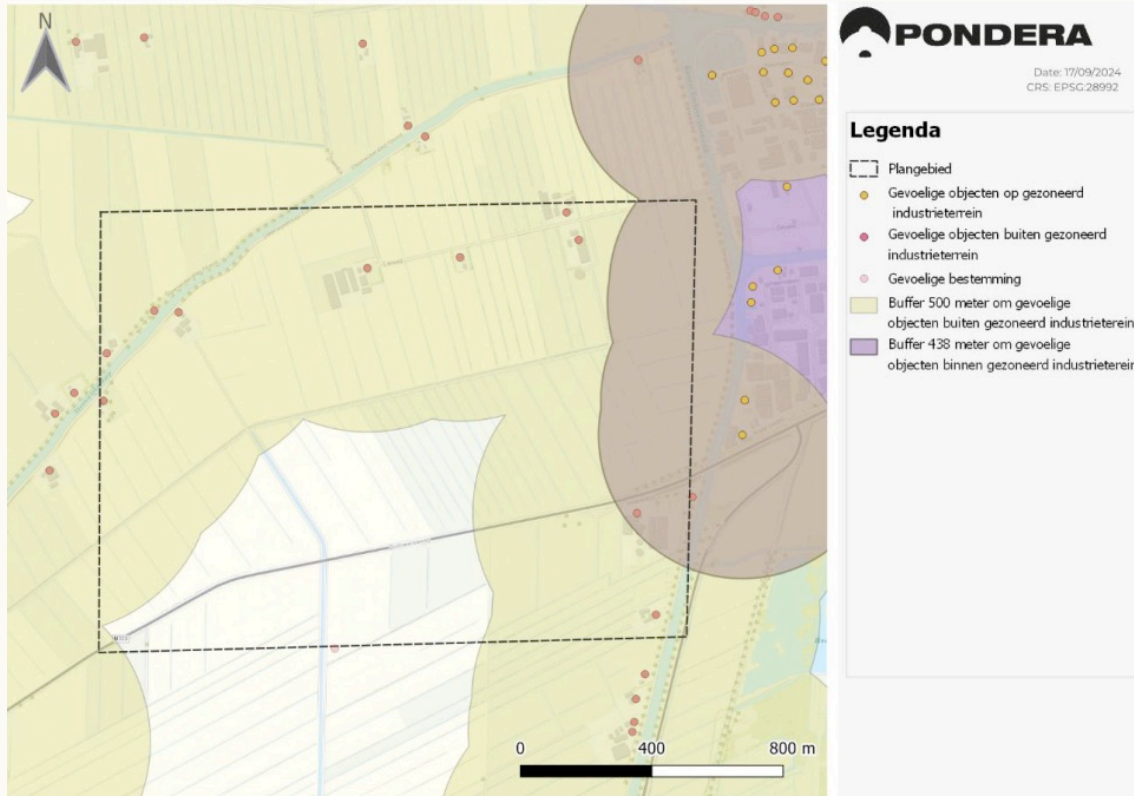 N
PONDERA
Date: 17/09/2024
CRS: EPSG:28992
Legenda
Plangebied
Gevoelige objecten op gezoneerd
industrieterrein
Gevoelige objecten buiten gezoneerd
industrieterrein
Gevoelige bestemming
Buffer 500 meter om gevoelige
objecten buiten gezoneerd industrieterein
Buffer 438 meter om gevoelige
objecten binnen gezoneerd industrieterein
0 400 800 m